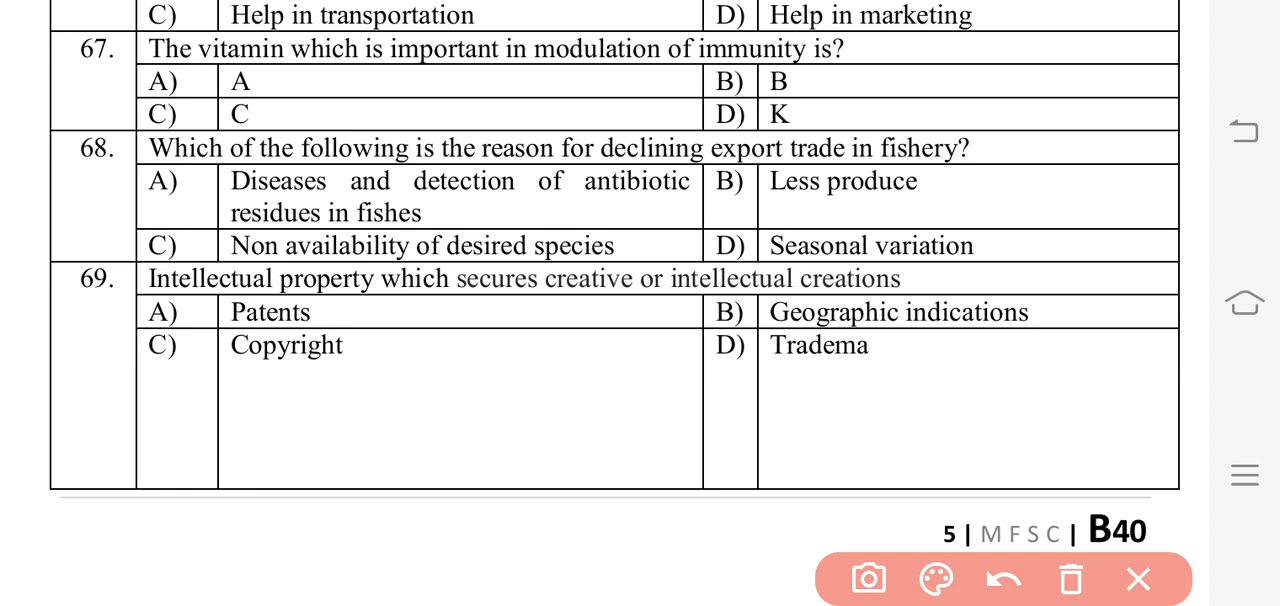 C) Help in transportation D) Help in marketing
67. The vitamin which is important in modulation of immunity is?
A) A B) B
C) C D) K
68. Which of the following is the reason for declining export trade in fishery?
A) Diseases and detection of antibiotic B) Less produce
residues in fishes
C) Non availability of desired species D) Seasonal variation
69. Intellectual property which secures creative or intellectual creations
A) Patents B) Geographic indications
C) Copyright D) Tradema
5 | M F S C | B40